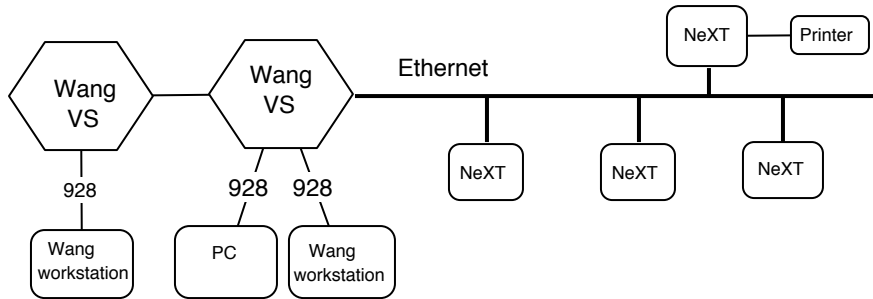 NeXT
Printer
Wang
VS
Wang
VS
Ethernet
928
928
928
NeXT
NeXT
NeXT
Wang
workstation
PC
Wang
workstation